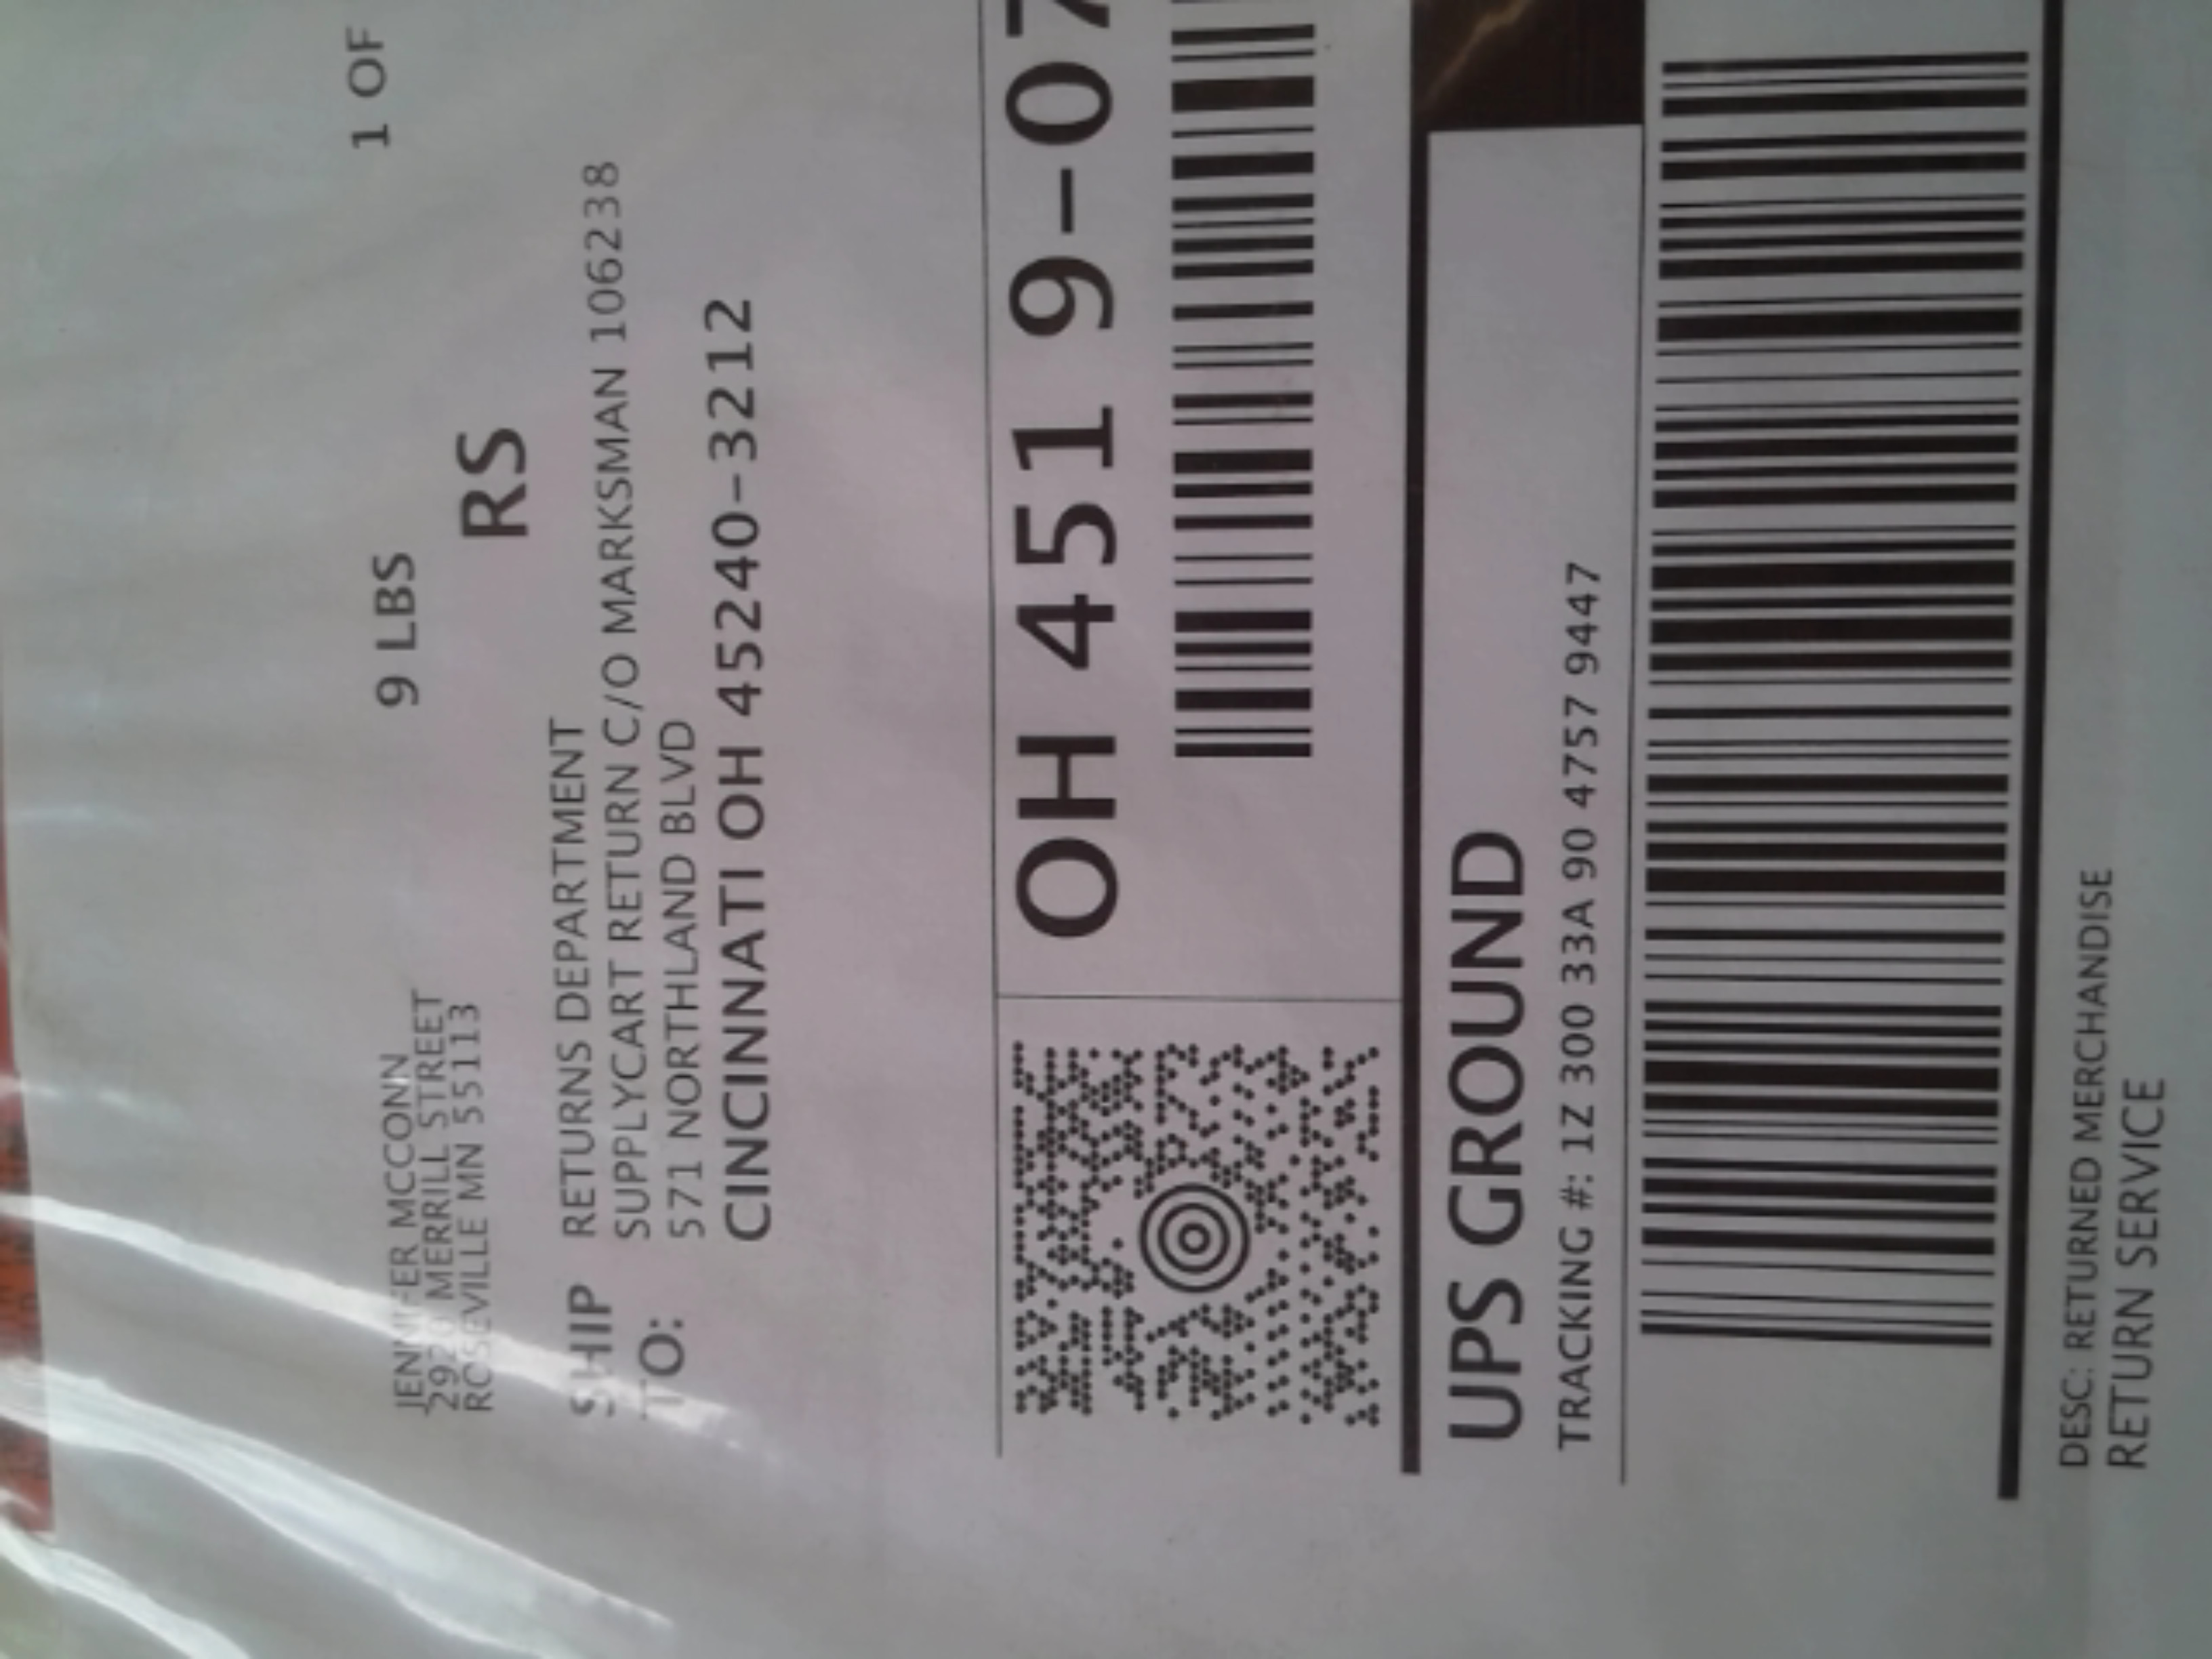 1 OF
9 LBS
RS
JENNIFER MCCONN
MERRILL STREET
ROSEVILLE MN 55113
SHIP TO:
RETURNS DEPARTMENT
SUPPLYCART RETURN C/O MARKSMAN 106238
571 NORTHLAND BLVD
CINCINNATI OH 45240-3212
OH 451 9-07
UPS GROUND
TRACKING #: 1Z 300 33A 90 4757 9447
DESC: RETURNED MERCHANDISE
RETURN SERVICE